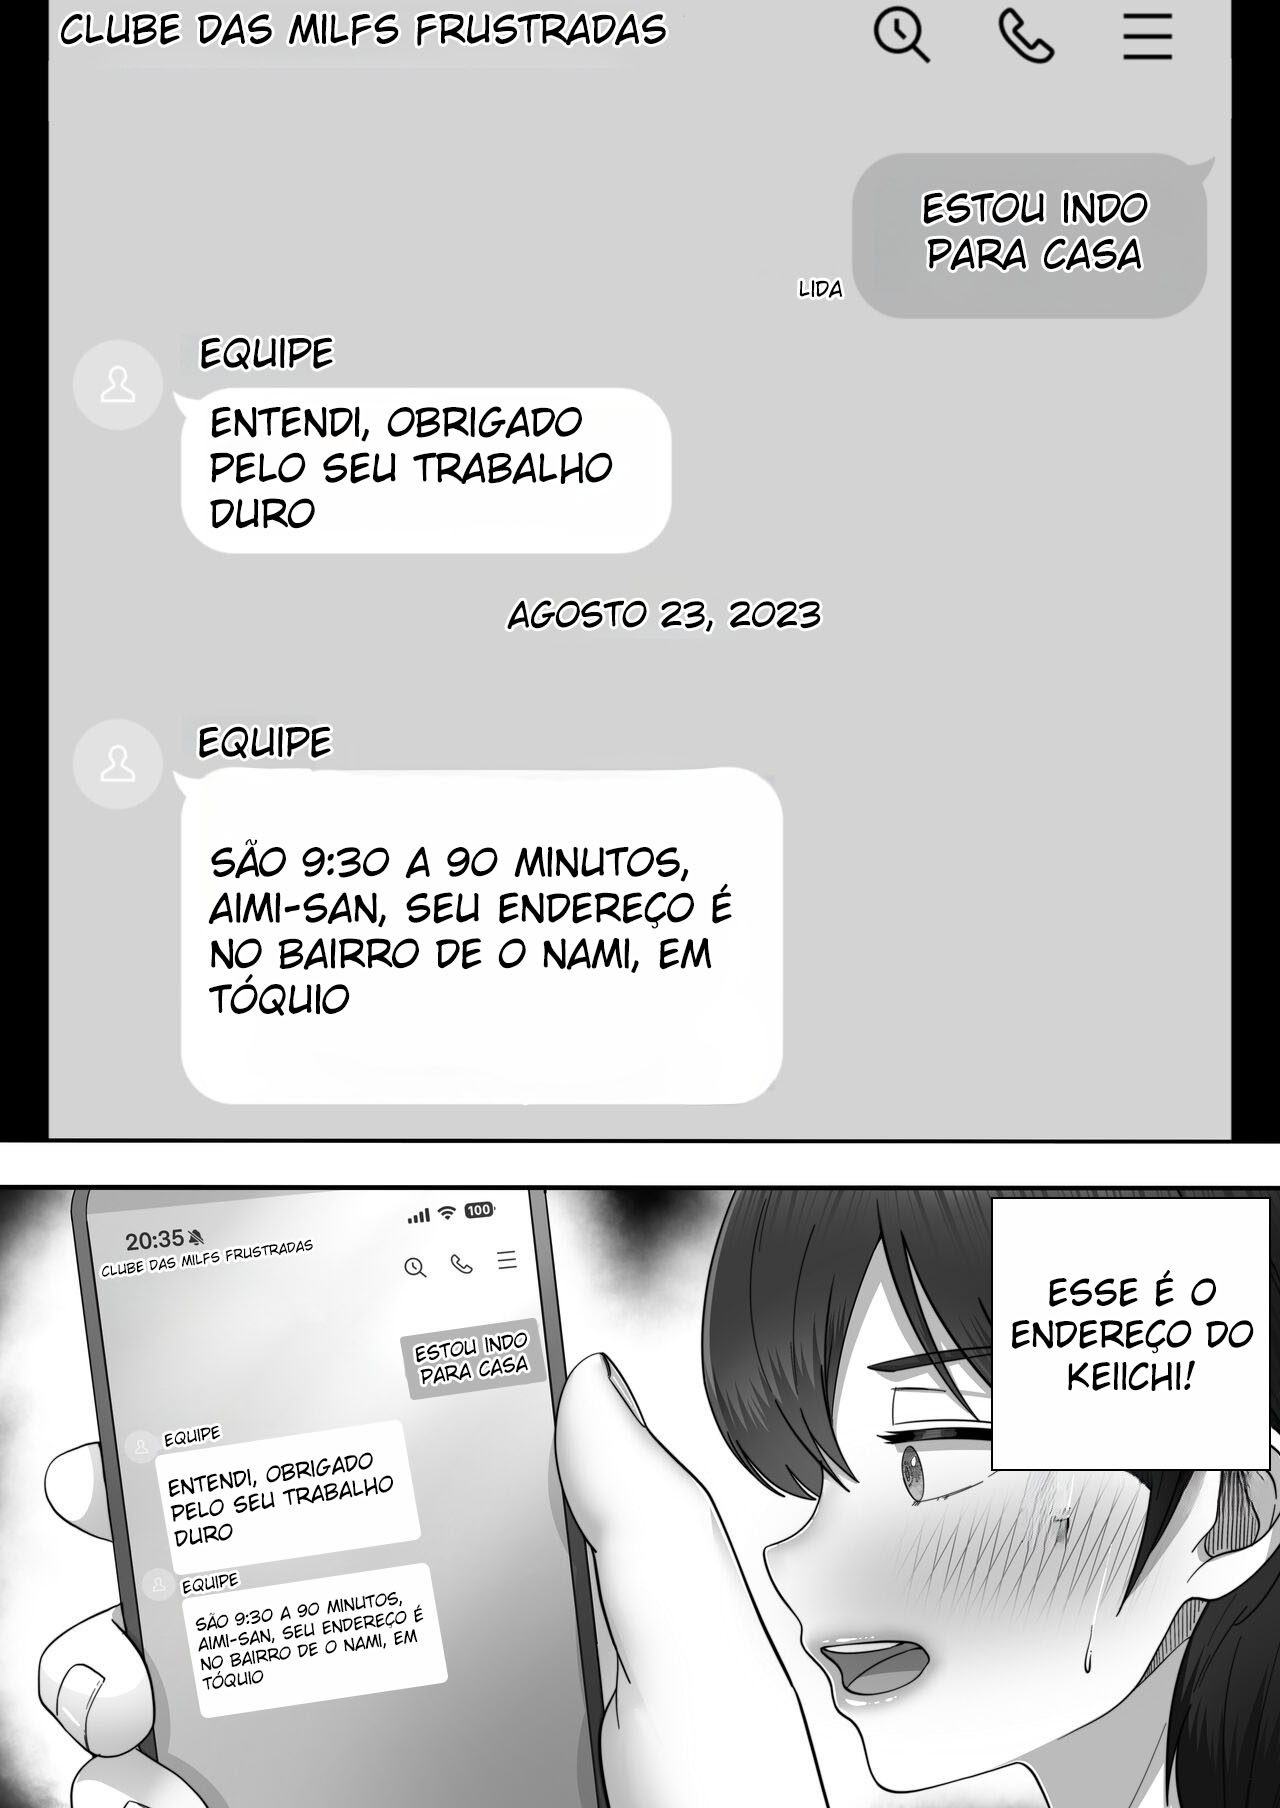 CLUBE DAS MILFS FRUSTRADAS
ESTOU INDO
PARA CASA
LIDA
EQUIPE
ENTENDI, OBRIGADO
PELO SEU TRABALHO
DURO
AGOSTO 23, 2023
EQUIPE
SÃO 9:30 A 90 MINUTOS,
AIMI-SAN, SEU ENDEREÇO É
NO BAIRRO DE O NAMI, EM
TÓQUIO
20:35
100
CLUBE DAS MILFS FRUSTRADAS
ESTOU INDO
PARA CASA
EQUIPE
ENTENDI, OBRIGADO
PELO SEU TRABALHO
DURO
EQUIPE
SÃO 9:30 A 90 MINUTOS,
AIMI-SAN, SEU ENDEREÇO É
NO BAIRRO DE O NAMI, EM
TÓQUIO
ESSE É O
ENDEREÇO DO
KEIICHI!